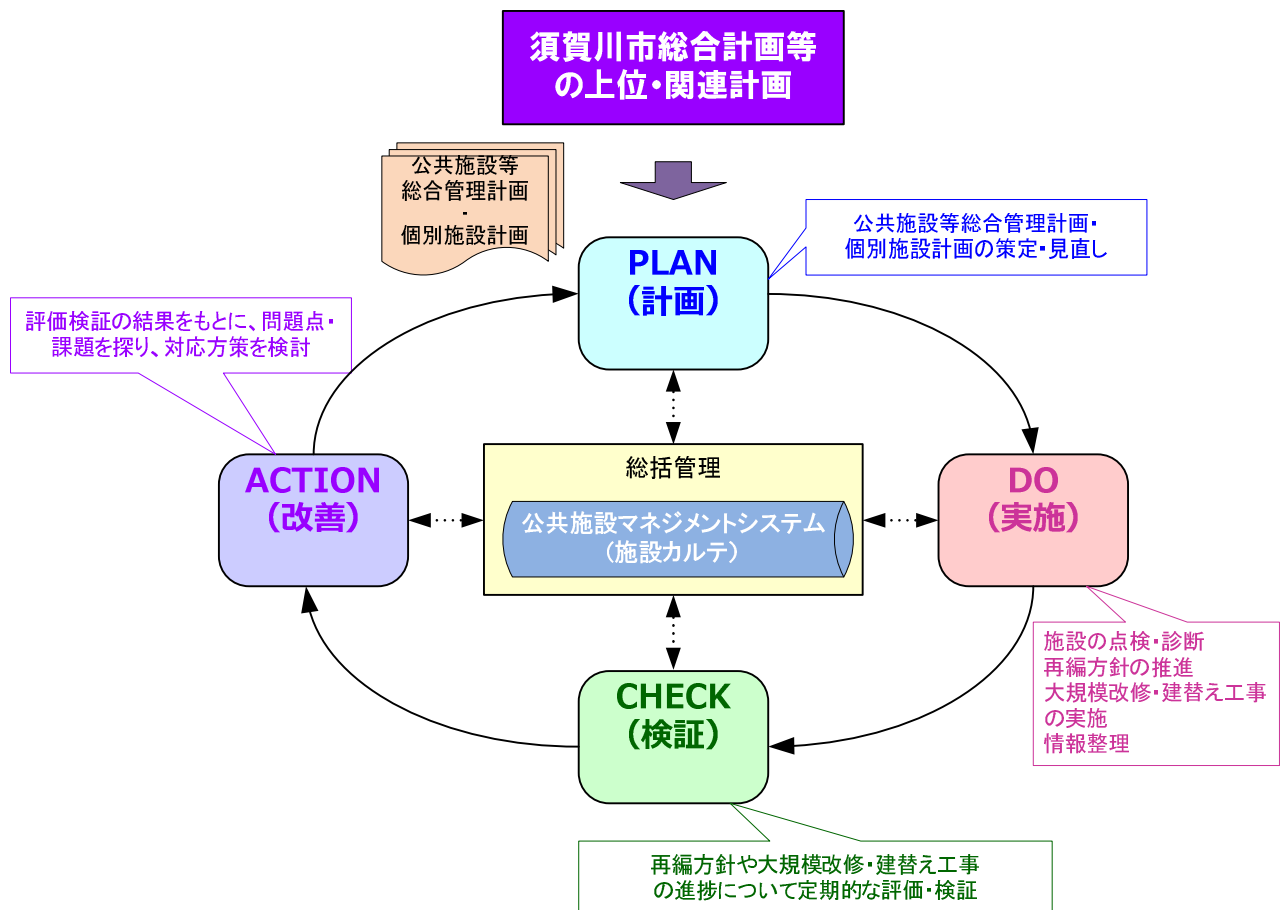 須賀川市総合計画等
の上位・関連計画
公共施設等
総合管理計画
・
個別施設計画
公共施設等総合管理計画・
個別施設計画の策定・見直し
PLAN
（計画）
評価検証の結果をもとに、問題点・
課題を探り、対応方策を検討
ACTION
（改善）
総括管理
公共施設マネジメントシステム
（施設カルテ）
DO
（実施）
施設の点検・診断
再編方針の推進
大規模改修・建替え工事
の実施
情報整理
CHECK
（検証）
再編方針や大規模改修・建替え工事
の進捗について定期的な評価・検証